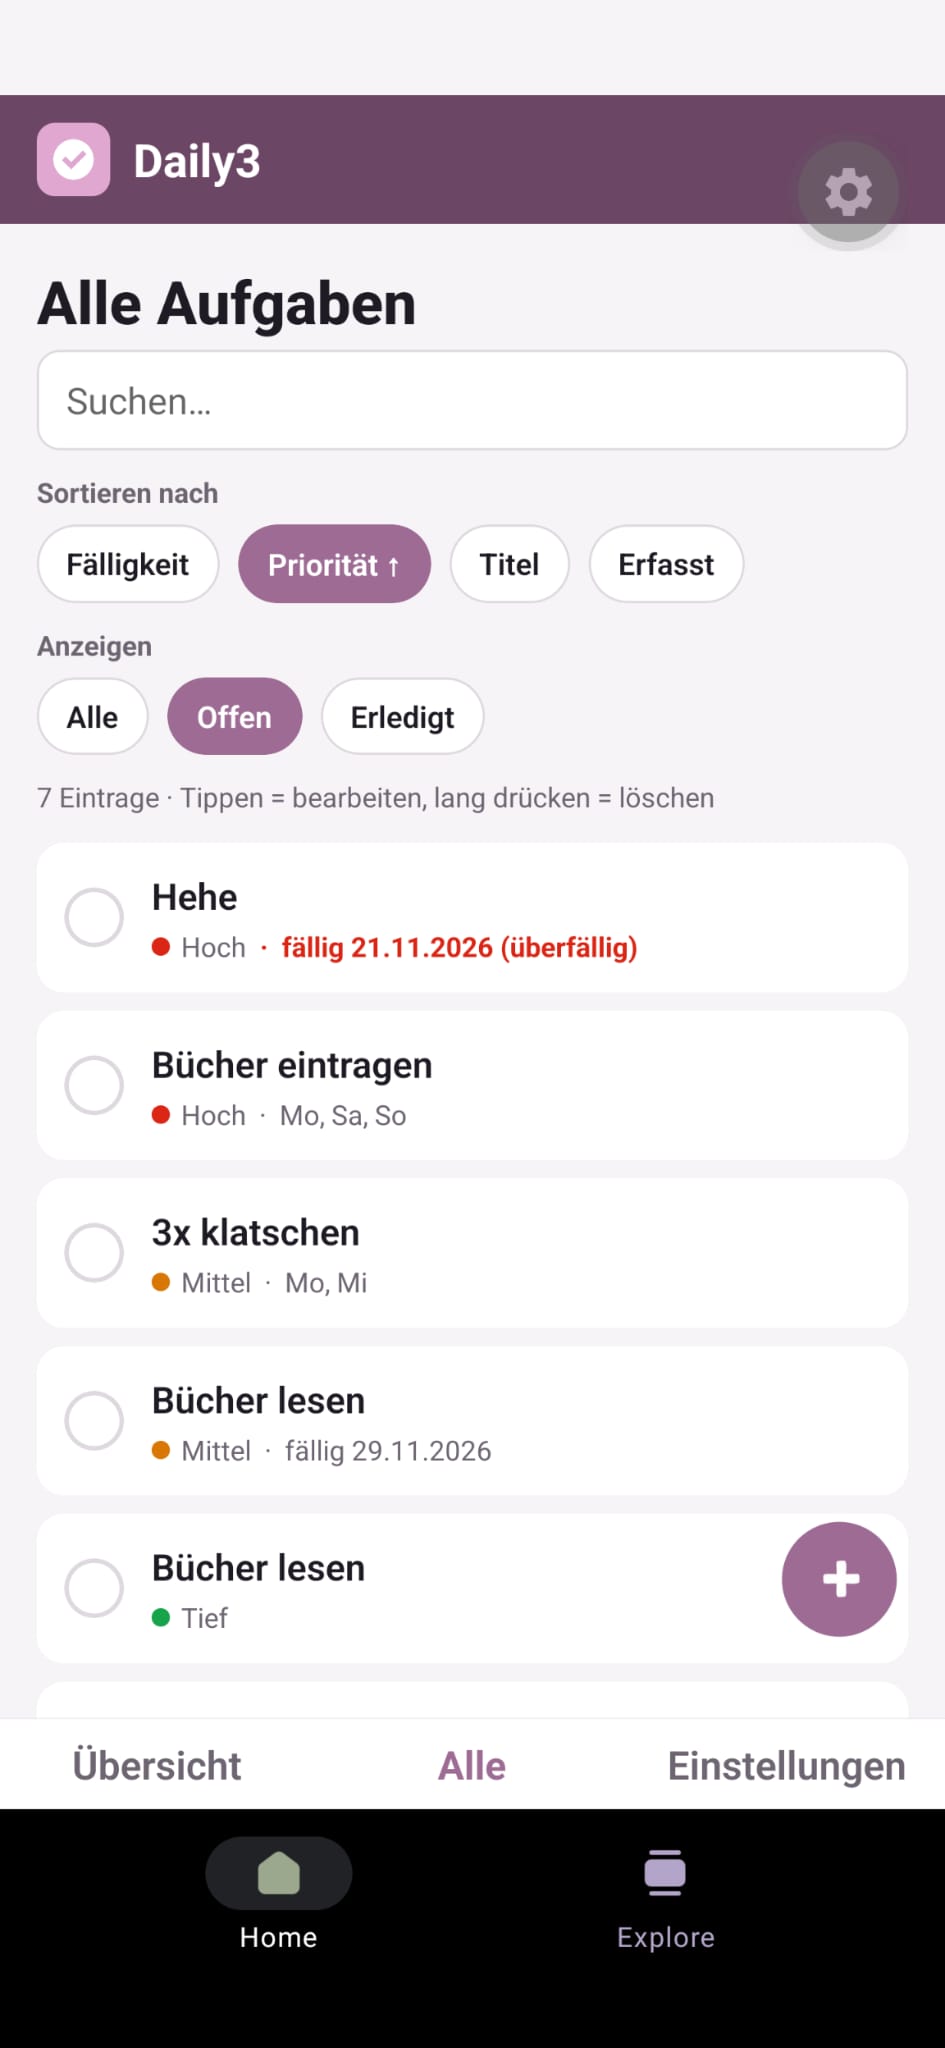 Daily3
Alle Aufgaben
Suchen...
Sortieren nach
Fälligkeit Priorität ↑ Titel Erfasst
Anzeigen
Alle Offen Erledigt
7 Eintrage · Tippen = bearbeiten, lang drücken = löschen
Hehe
Hoch · fällig 21.11.2026 (überfällig)
Bücher eintragen
Hoch · Mo, Sa, So
3x klatschen
Mittel · Mo, Mi
Bücher lesen
Mittel · fällig 29.11.2026
Bücher lesen
Tief
Übersicht Alle Einstellungen
Home Explore